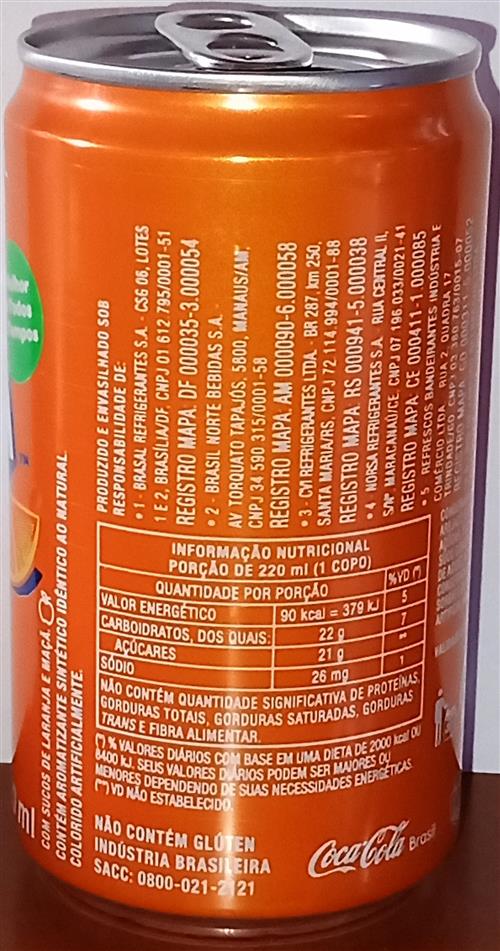 elhor
ampos
ml
COM SUCOS DE LARANJA E MAÇÃ.
CONTÉM AROMATIZANTE SINTÉTICO IDÊNTICO AO NATURAL.
COLORIDO ARTIFICIALMENTE.
PRODUZIDO E ENVASILHADO SOB
RESPONSABILIDADE DE:
• 1 - BRASAL REFRIGERANTES S.A. - CSG 06, LOTES
1 E 2, BRASÍLIA/DF, CNPJ 01 612 795/0001-51
REGISTRO MAPA: DF 000035-3.000054
• 2 - BRASIL NORTE BEBIDAS S.A. -
AV TORQUATO TAPAJÓS, 5800, MANAUS/AM,
CNPJ 34 590 315/0001-58
REGISTRO MAPA: AM 000090-6.000058
• 3 - CVI REFRIGERANTES LTDA. - BR 287, km 250,
SANTA MARIA/RS, CNPJ 72 114 994/0001-88
REGISTRO MAPA: RS 000941-5.000038
• 4 - NORSA REFRIGERANTES S.A. - RUA CENTRAL II,
S/Nº MARACANAÚ/CE, CNPJ 07 196 033/0021-41
REGISTRO MAPA: CE 000411-1 000085
• 5 - REFRESCOS BANDEIRANTES INDÚSTRIA E
COMÉRCIO LTDA. - RUA 2, QUADRA 17
INFORMAÇÃO NUTRICIONAL
PORÇÃO DE 220 ml (1 COPO)
QUANTIDADE POR PORÇÃO %VD (*)
VALOR ENERGÉTICO 90 kcal = 379 kJ 5
CARBOIDRATOS, DOS QUAIS: 22 g 7
AÇÚCARES 21 g **
SÓDIO 26 mg 1
NÃO CONTÉM QUANTIDADE SIGNIFICATIVA DE PROTEÍNAS,
GORDURAS TOTAIS, GORDURAS SATURADAS, GORDURAS
TRANS E FIBRA ALIMENTAR.
(*) % VALORES DIÁRIOS COM BASE EM UMA DIETA DE 2000 kcal OU
8400 kJ. SEUS VALORES DIÁRIOS PODEM SER MAIORES OU
MENORES DEPENDENDO DE SUAS NECESSIDADES ENERGÉTICAS.
(**) VD NÃO ESTABELECIDO.
NÃO CONTÉM GLÚTEN
INDÚSTRIA BRASILEIRA
SACC: 0800-021-2121
Coca-Cola Brasil